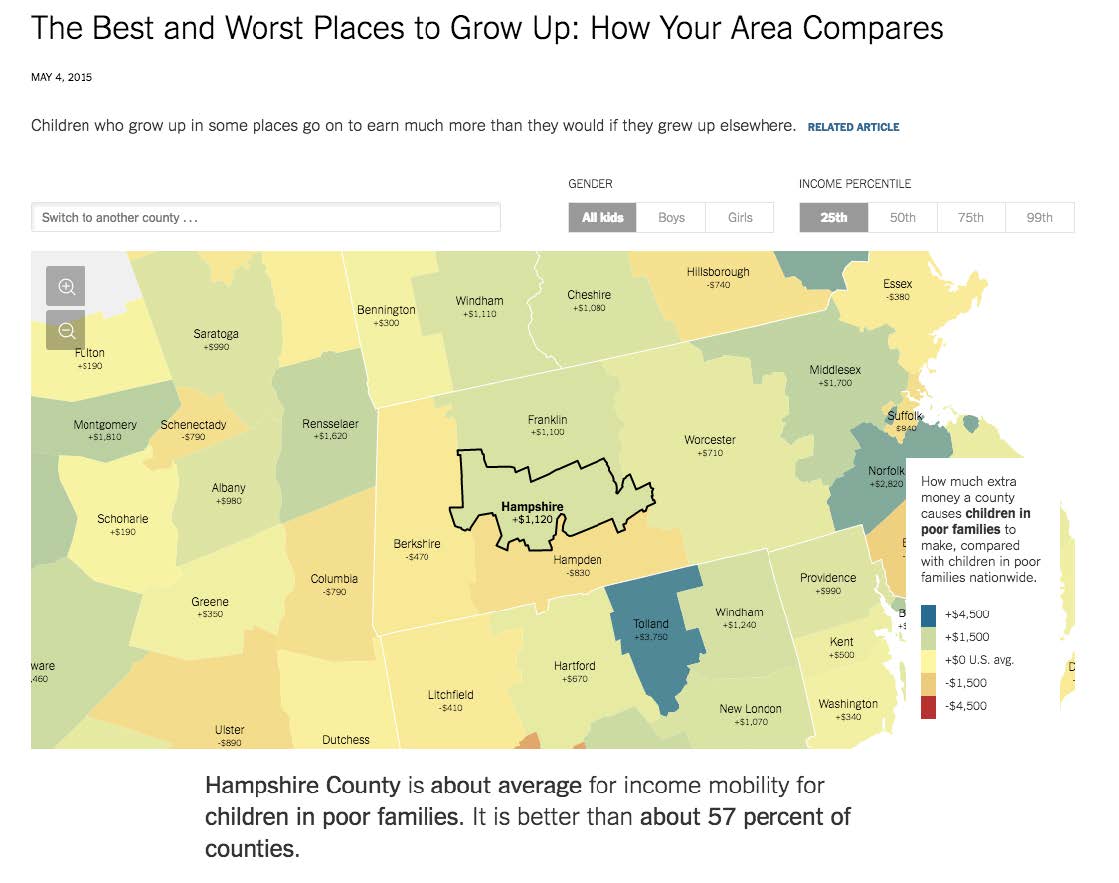 The Best and Worst Places to Grow Up: How Your Area Compares
MAY 4, 2015
Children who grow up in some places go on to earn much more than they would if they grew up elsewhere. RELATED ARTICLE
GENDER
INCOME PERCENTILE
Switch to another county ...
All kids
Boys
Girls
25th
50th
75th
99th
Hillsborough
-$740
Essex
-$380
Cheshire
+$1,080
Windham
+$1,110
Bennington
+$300
Saratoga
+$990
Fulton
+$190
Middlesex
+$1,700
Suffolk
$840
Montgomery
+$1,810
Schenectady
-$790
Rensselaer
+$1,620
Franklin
+$1,100
Worcester
+$710
Norfolk
+$2,820
Albany
+$980
Schoharie
+$190
Hampshire
+$1,120
Berkshire
-$470
Hampden
-$830
Columbia
-$790
Providence
+$990
Greene
+$350
Tolland
+$3,750
Windham
+$1,240
Kent
+$500
ware
,460
Hartford
+$670
Litchfield
-$410
New London
+$1,070
Washington
+$340
Ulster
-$890
Dutchess
How much extra
money a county
causes children in
poor families to
make, compared
with children in poor
families nationwide.
+$4,500
+$1,500
+$0 U.S. avg.
-$1,500
-$4,500
Hampshire County is about average for income mobility for
children in poor families. It is better than about 57 percent of
counties.